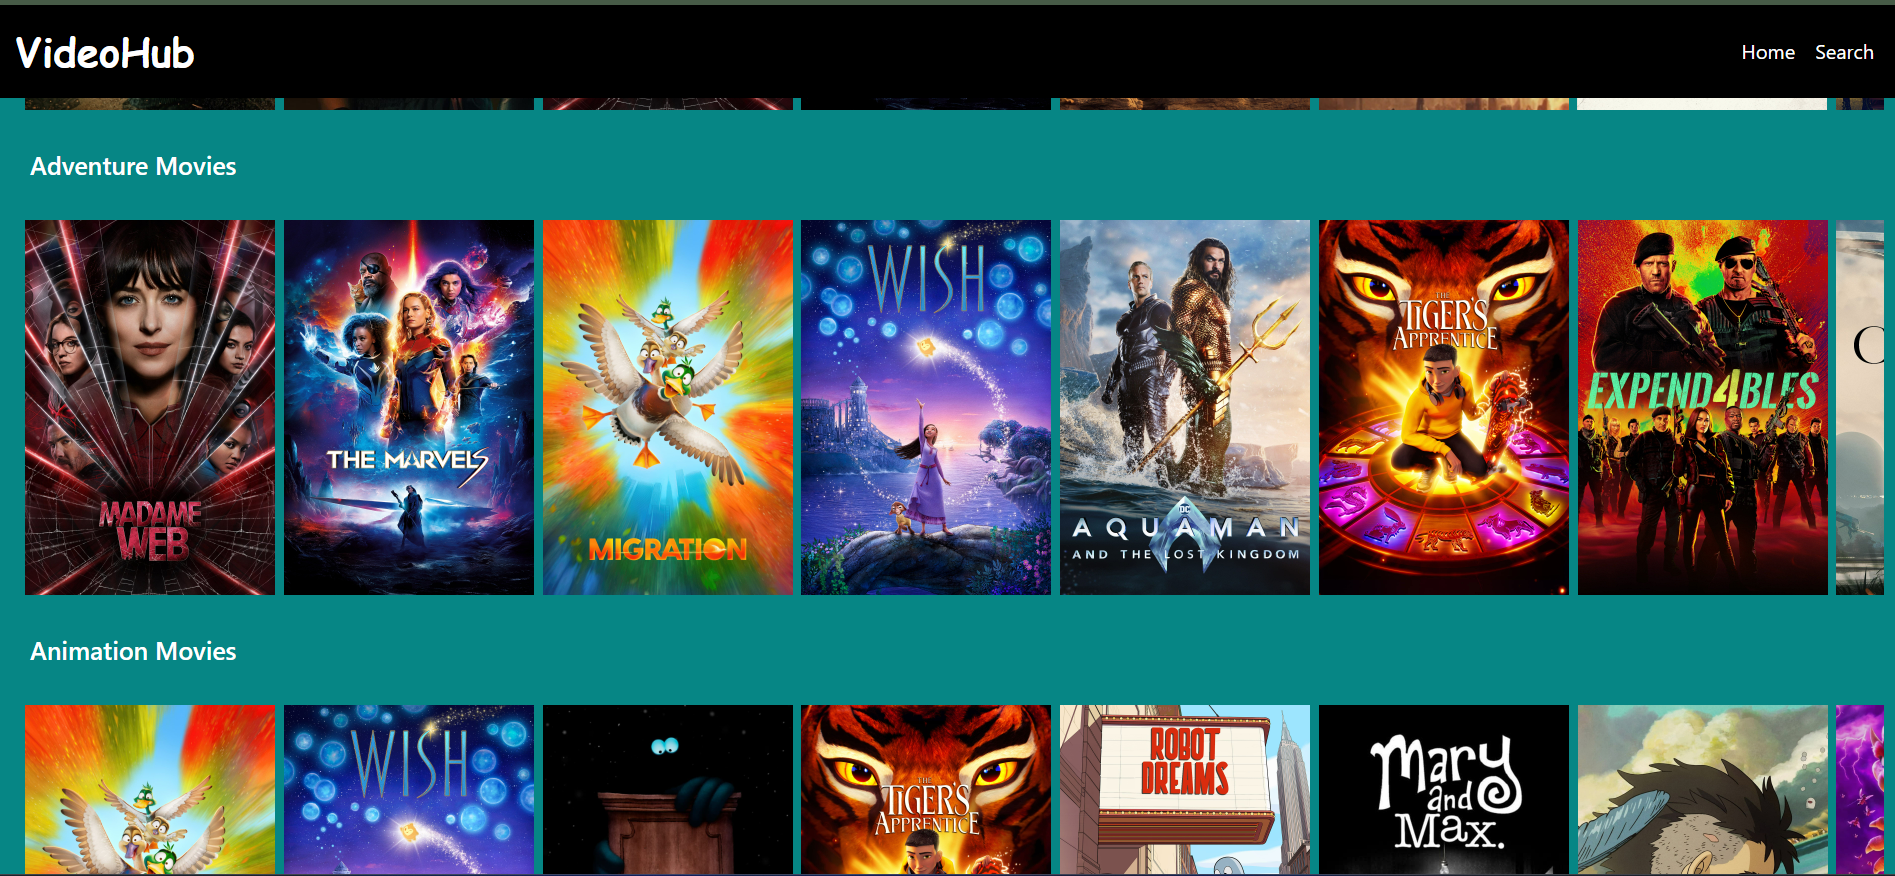 VideoHub
Home Search
Adventure Movies
MADAME
WEB
THE MARVELS
MIGRATION
WISH
DC
AQUAMAN
AND THE LOST KINGDOM
THE
TIGER'S
APPRENTICE
EXPEND4BLES
Animation Movies
WISH
THE
TIGER'S
APPRENTICE
ROBOT
DREAMS
Mary
and
Max.